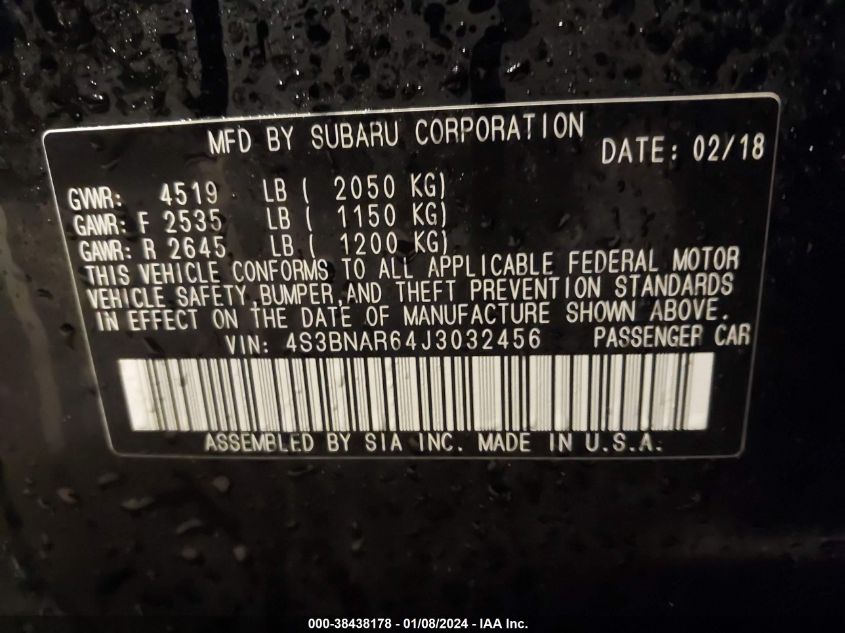 MFD BY SUBARU CORPORATION DATE: 02/18
GVWR: 4519 LB ( 2050 KG)
GAWR: F 2535 LB ( 1150 KG)
GAWR: R 2645 LB ( 1200 KG)
THIS VEHICLE CONFORMS TO ALL APPLICABLE FEDERAL MOTOR
VEHICLE SAFETY, BUMPER, AND THEFT PREVENTION STANDARDS
IN EFFECT ON THE DATE OF MANUFACTURE SHOWN ABOVE.
VIN: 4S3BNAR64J3032456 PASSENGER CAR
ASSEMBLED BY SIA INC. MADE IN U.S.A.
000-38438178 - 01/08/2024 - IAA Inc.